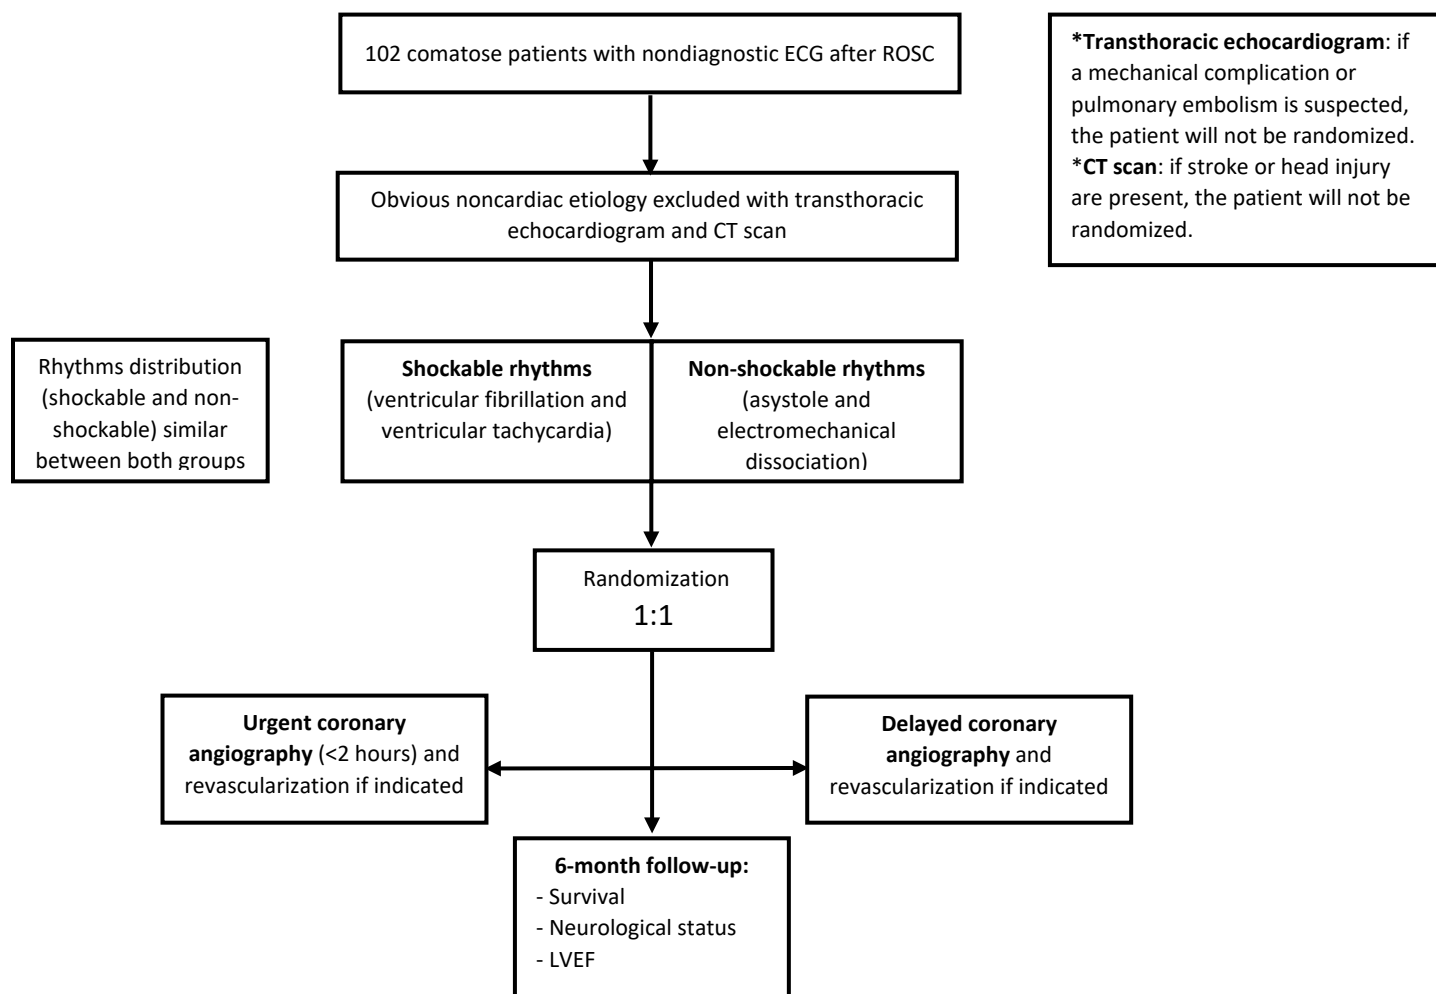 102 comatose patients with nondiagnostic ECG after ROSC
*Transthoracic echocardiogram: if
a mechanical complication or
pulmonary embolism is suspected,
the patient will not be randomized.
*CT scan: if stroke or head injury
are present, the patient will not be
randomized.
Obvious noncardiac etiology excluded with transthoracic
echocardiogram and CT scan
Rhythms distribution
(shockable and non-
shockable) similar
between both groups
Shockable rhythms
(ventricular fibrillation and
ventricular tachycardia)
Non-shockable rhythms
(asystole and
electromechanical
dissociation)
Randomization
1:1
Urgent coronary
angiography (<2 hours) and
revascularization if indicated
Delayed coronary
angiography and
revascularization if indicated
6-month follow-up:
- Survival
- Neurological status
- LVEF